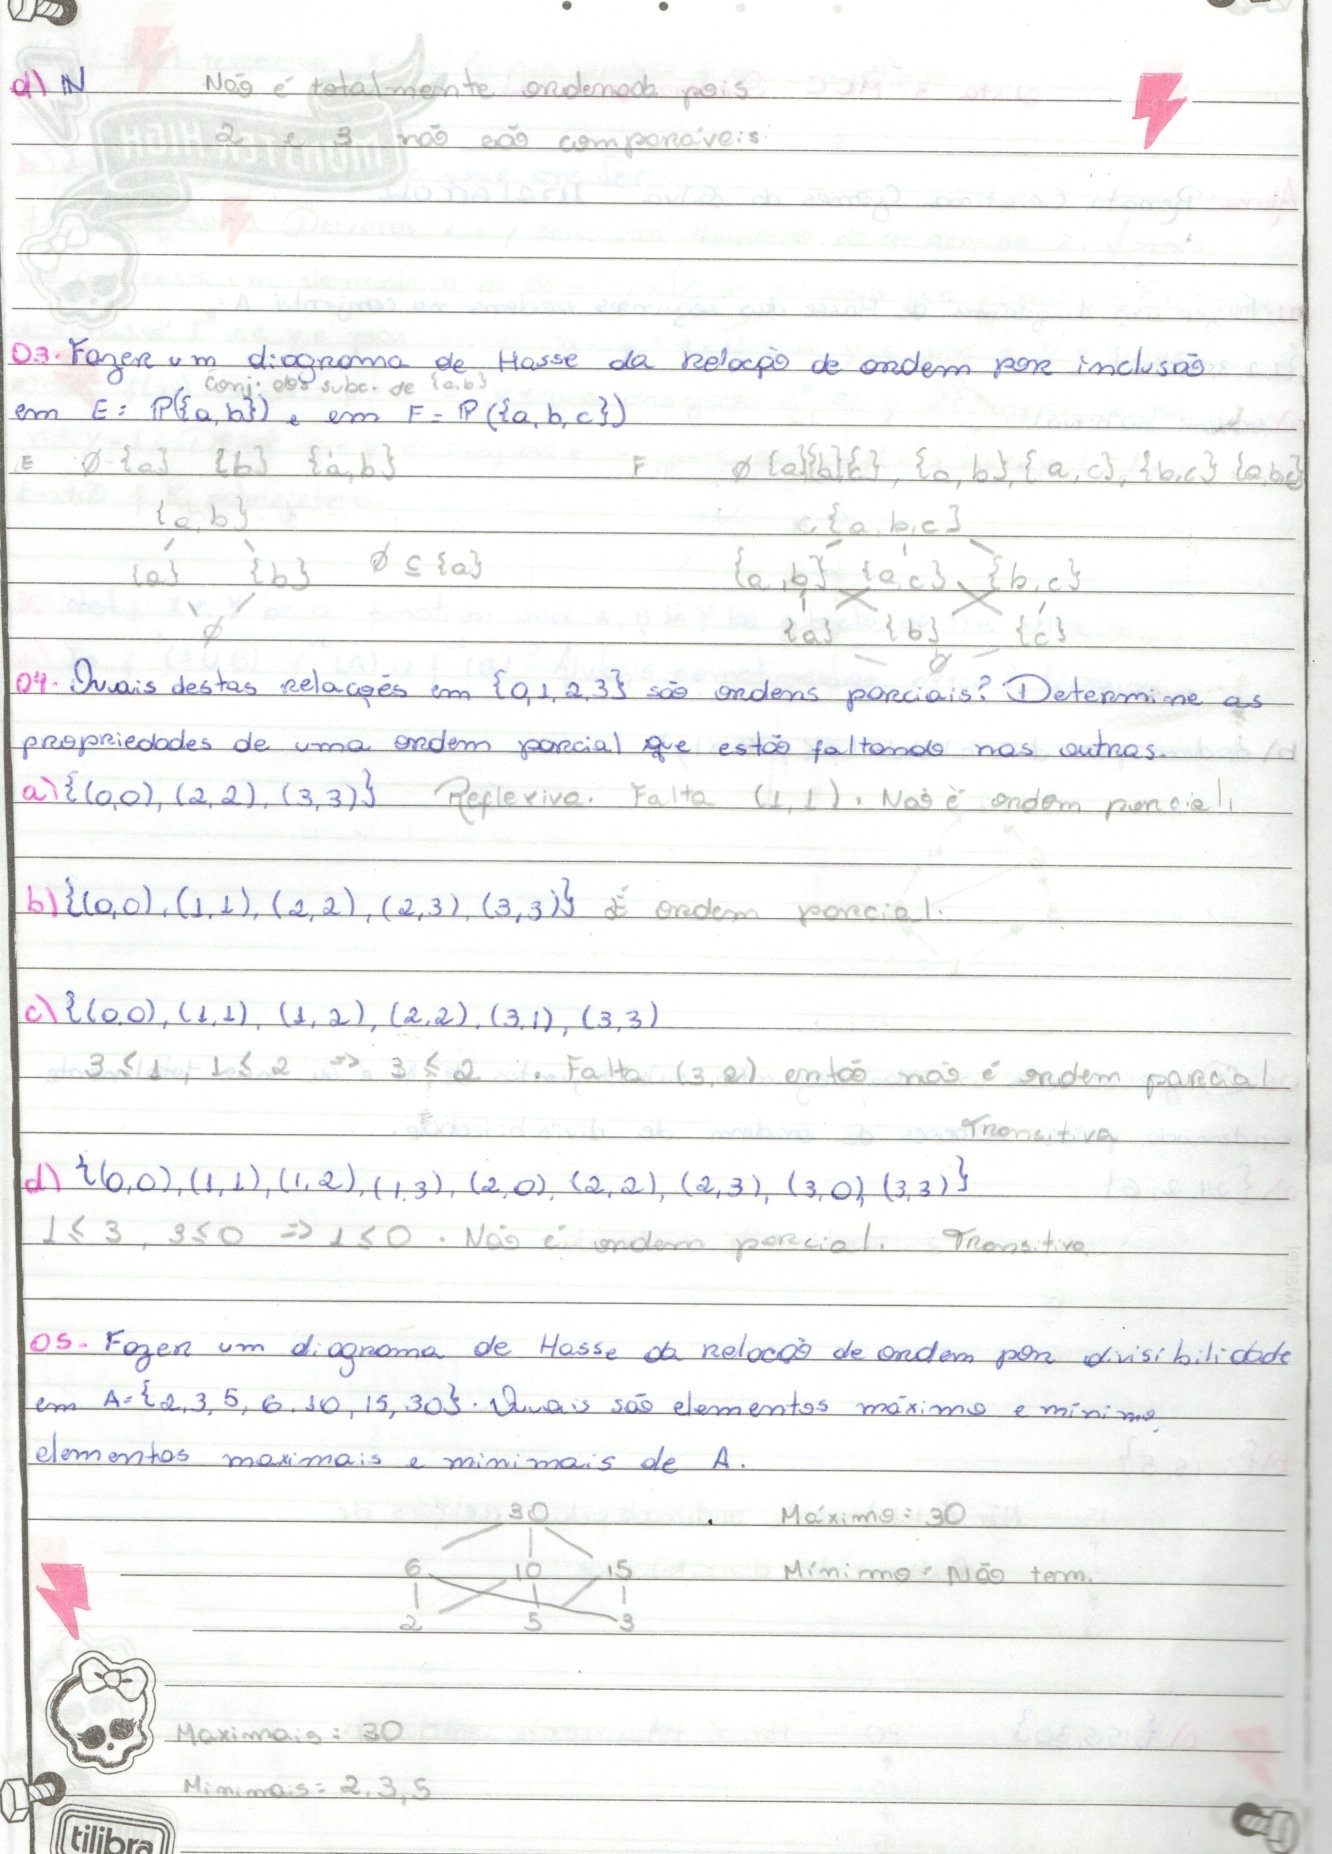 d) ℕ Não é totalmente ordenada pois
2 e 3 não são comparáveis.
03. Fazer um diagrama de Hasse da relação de ordem por inclusão
conj. dos subc. de {a,b}
em E = ℙ({a,b}) e em F = ℙ({a,b,c})
E ∅ {a} {b} {a,b} F ∅ {a}{b}{c}, {a,b},{a,c}, {b,c} {a,b,c}
{a,b} {a,b,c}
{a} {b} ∅ ⊆ {a} {a,b} {a,c} {b,c}
∅ {a} {b} {c}
∅
04. Quais destas relações em {0,1,2,3} são ordens parciais? Determine as
propriedades de uma ordem parcial que estão faltando nas outras.
a) {(0,0), (2,2), (3,3)} Reflexiva. Falta (1,1). Não é ordem parcial.
b) {(0,0), (1,1), (2,2), (2,3), (3,3)} É ordem parcial.
c) {(0,0), (1,1), (1,2), (2,2), (3,1), (3,3)
3 ≤ 1, 1 ≤ 2 => 3 ≤ 2. Falta (3,2) então não é ordem parcial
Transitiva
d) {(0,0), (1,1), (1,2), (1,3), (2,0), (2,2), (2,3), (3,0), (3,3)}
1 ≤ 3, 3 ≤ 0 => 1 ≤ 0. Não é ordem parcial. Transitiva
05. Fazer um diagrama de Hasse da relação de ordem por divisibilidade
em A={2,3,5,6,10,15,30}. Quais são elementos máximo e mínimo,
elementos maximais e minimais de A.
30 Máximo: 30
6 10 15 Mínimo: Não tem.
2 5 3
Maximais: 30
Minimais: 2,3,5
tilibra